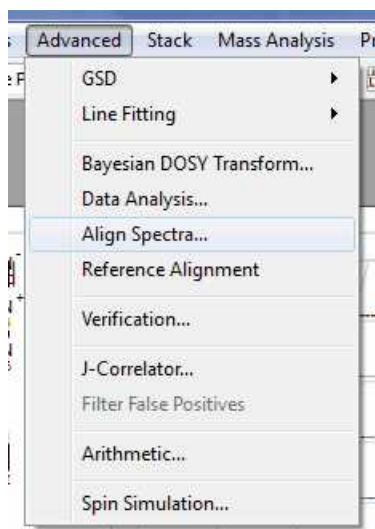 Advanced Stack Mass Analysis
GSD
Line Fitting
Bayesian DOSY Transform...
Data Analysis...
Align Spectra...
Reference Alignment
Verification...
J-Correlator...
Filter False Positives
Arithmetic...
Spin Simulation...